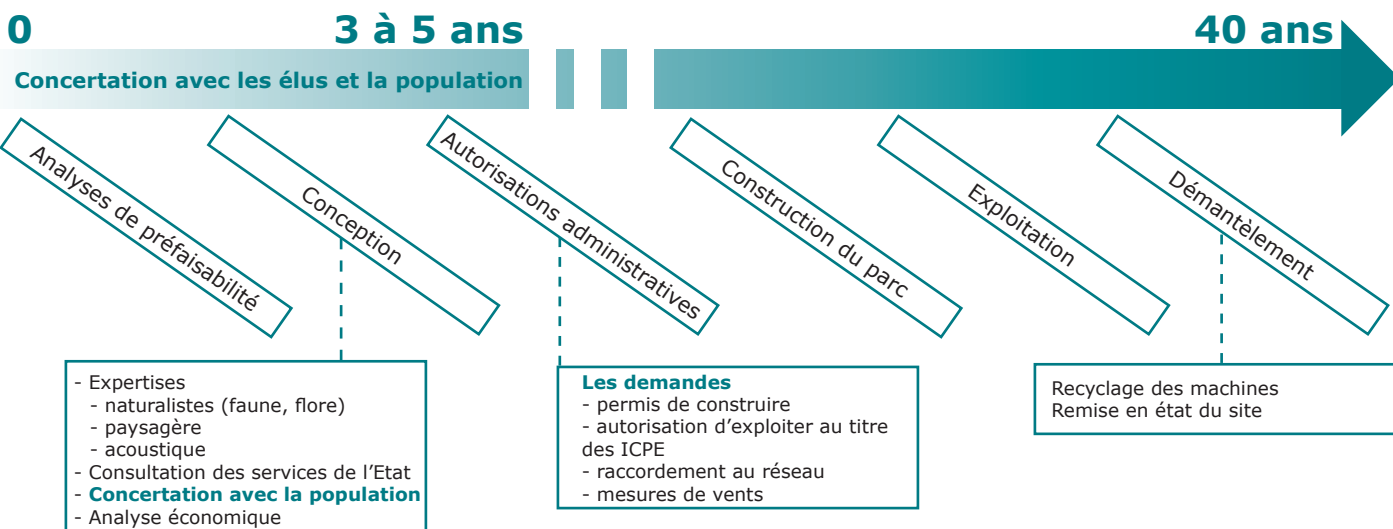 0
3 à 5 ans
40 ans
Concertation avec les élus et la population
Analyses de préfaisabilité
Conception
Autorisations administratives
Construction du parc
Exploitation
Démantèlement
- Expertises
- naturalistes (faune, flore)
- paysagère
- acoustique
- Consultation des services de l'Etat
- Concertation avec la population
- Analyse économique
Les demandes
- permis de construire
- autorisation d'exploiter au titre
des ICPE
- raccordement au réseau
- mesures de vents
Recyclage des machines
Remise en état du site